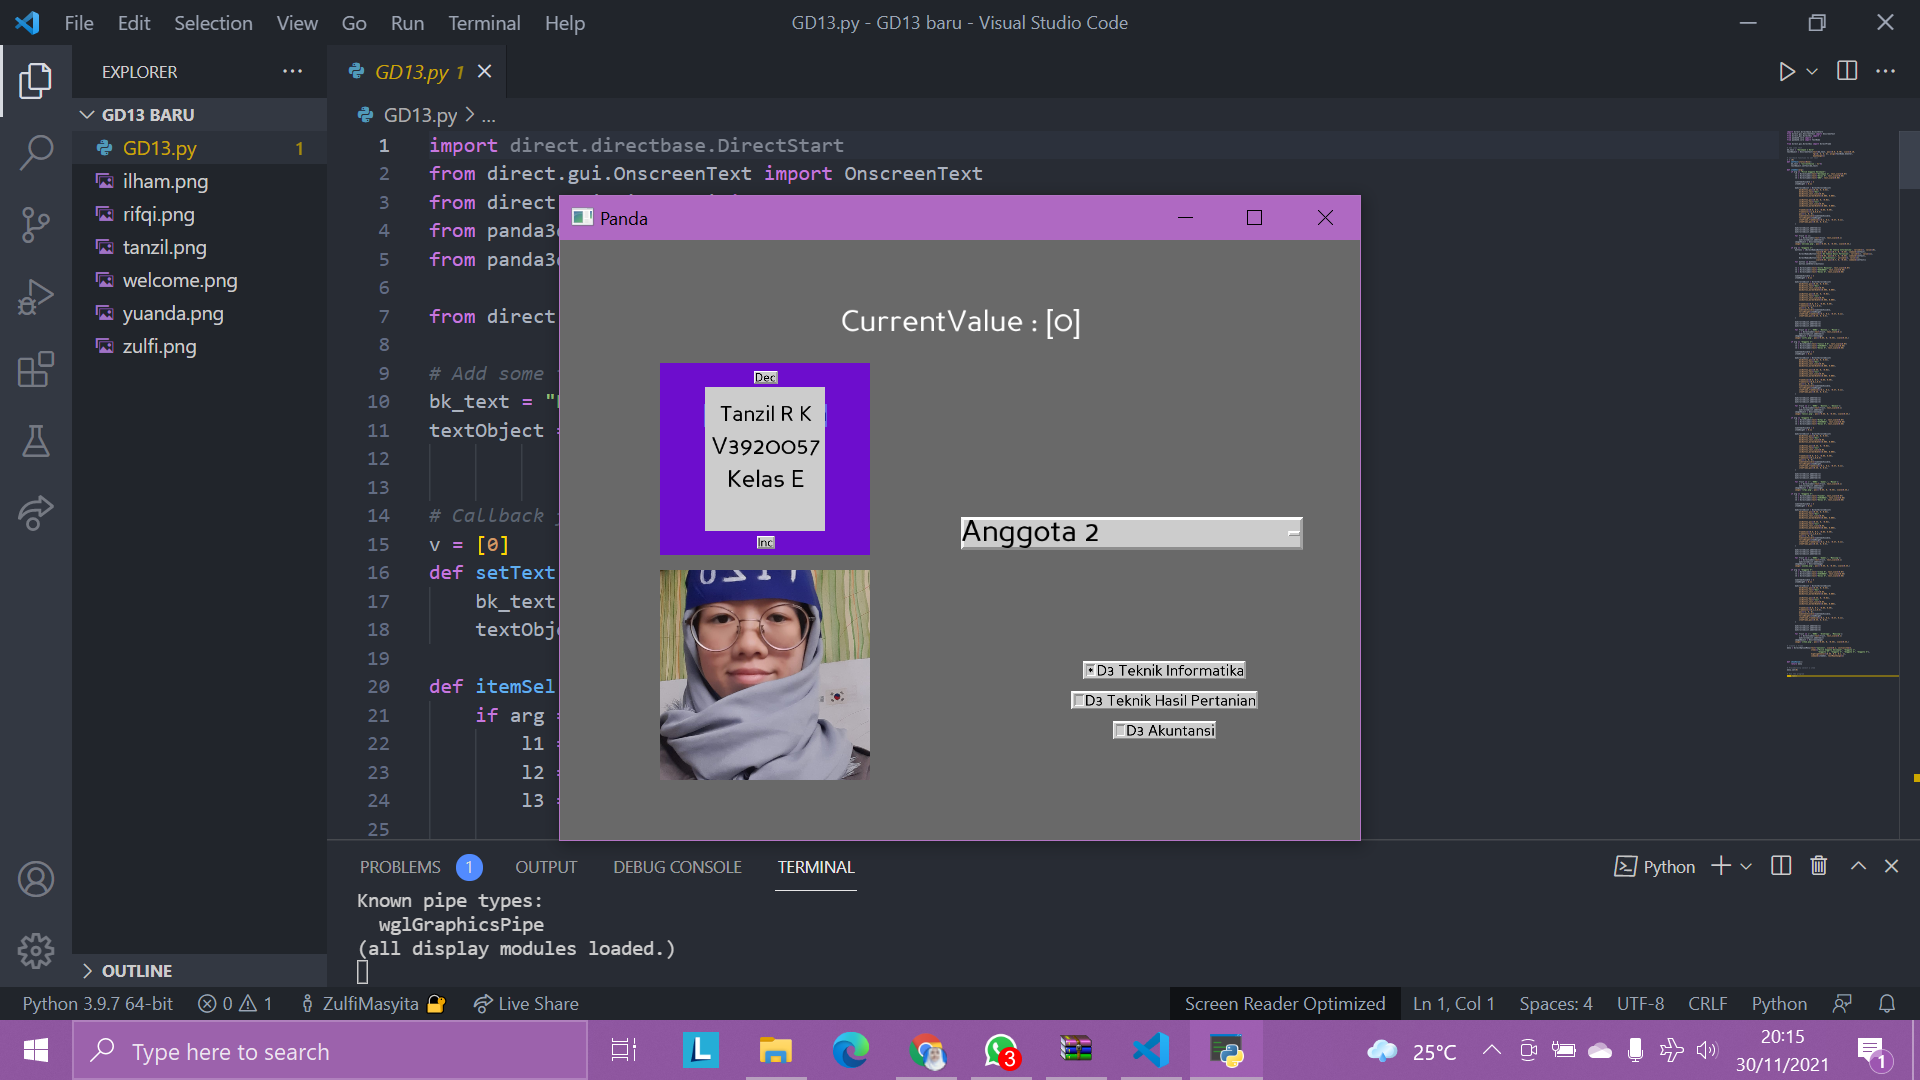 File Edit Selection View Go Run Terminal Help
GD13.py - GD13 baru - Visual Studio Code
EXPLORER
GD13 BARU
GD13.py 1
ilham.png
rifqi.png
tanzil.png
welcome.png
yuanda.png
zulfi.png
OUTLINE
GD13.py 1
GD13.py > ...
1 import direct.directbase.DirectStart
2 from direct.gui.OnscreenText import OnscreenText
3 from direct.
4 from panda3
5 from panda3
6
7 from direct
8
9 # Add some
10 bk_text = "
11 textObject =
12
13
14 # Callback
15 v = [0]
16 def setText
17 bk_text
18 textObj
19
20 def itemSel
21 if arg =
22 l1 =
23 l2 =
24 l3 =
25
Panda
CurrentValue : [0]
Dec
Tanzil R K
V3920057
Kelas E
Inc
Anggota 2
D3 Teknik Informatika
D3 Teknik Hasil Pertanian
D3 Akuntansi
PROBLEMS 1 OUTPUT DEBUG CONSOLE TERMINAL
Python
Known pipe types:
wglGraphicsPipe
(all display modules loaded.)
Python 3.9.7 64-bit 0 1 ZulfiMasyita Live Share
Screen Reader Optimized Ln 1, Col 1 Spaces: 4 UTF-8 CRLF Python
Type here to search
L
3
25°C
20:15
30/11/2021
1